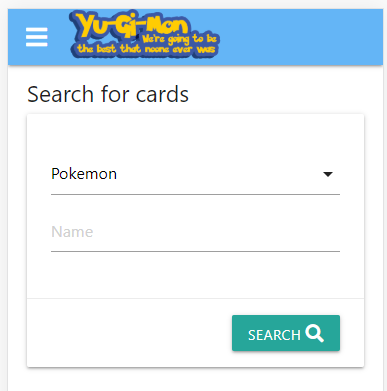 Yu-Gi-Mon
We're going to be
the best that noone ever was
Search for cards
Pokemon
Name
SEARCH